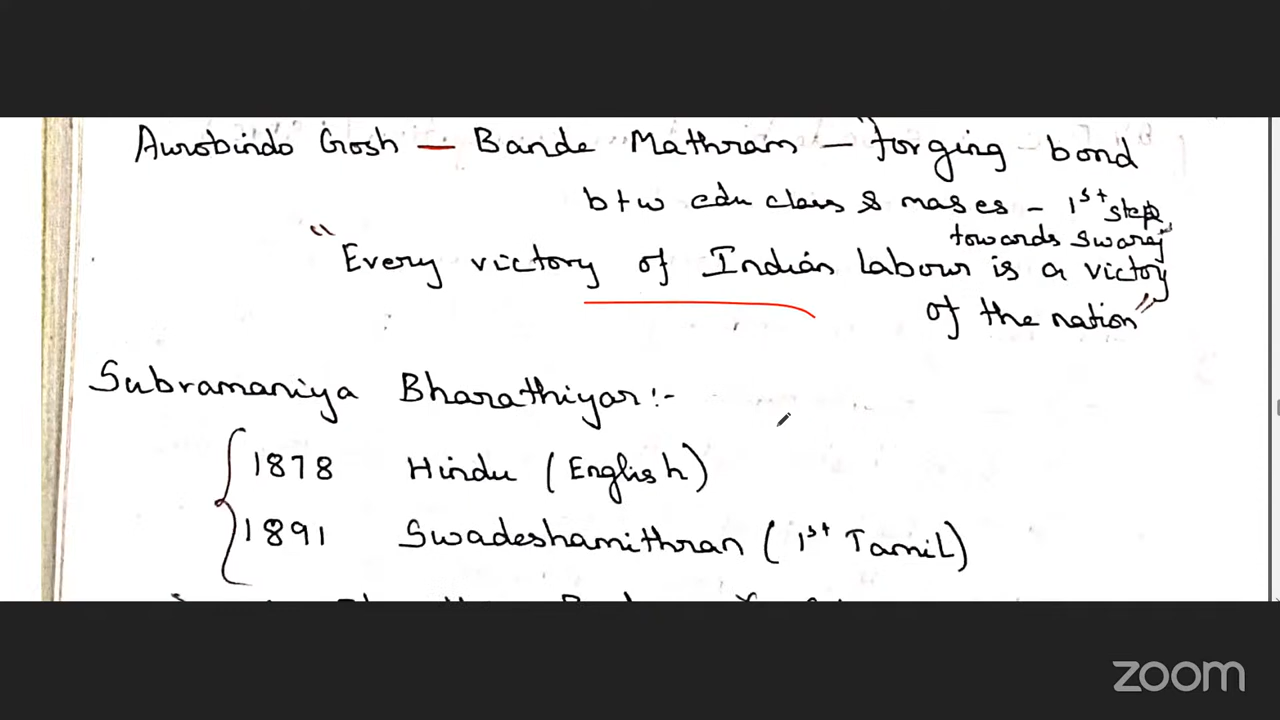 Aurobindo Gosh — Bande Mathram — "forging bond
btw edu class & mases - 1st step
towards swaraj"
"Every victory of Indian labour is a victory
of the nation"
Subramaniya Bharathiyar:-
1878 Hindu (English)
1891 Swadeshamithran (1st Tamil)
zoom